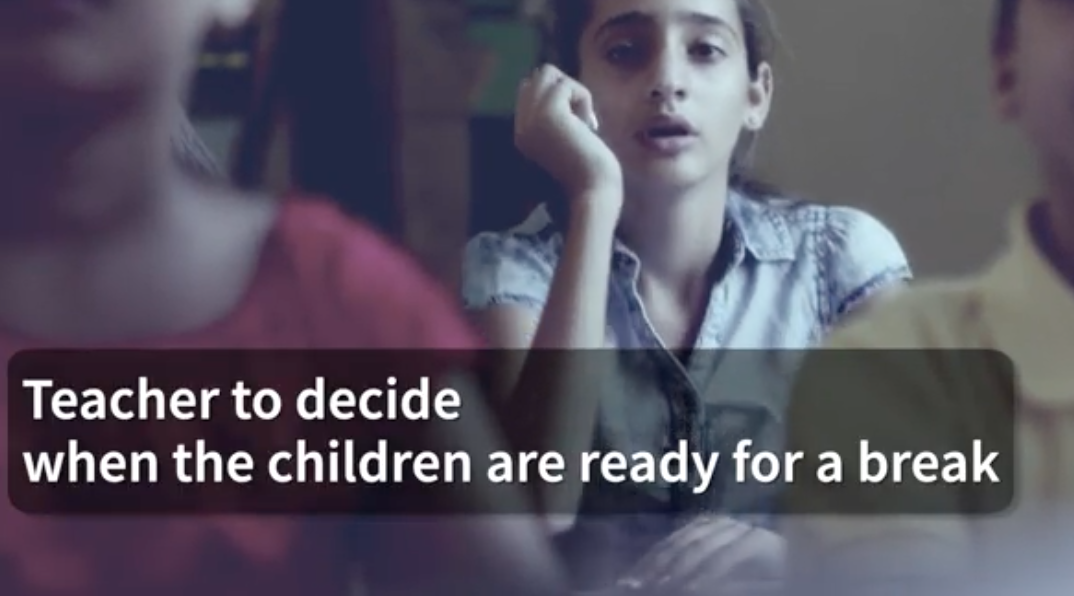 Teacher to decide
when the children are ready for a break